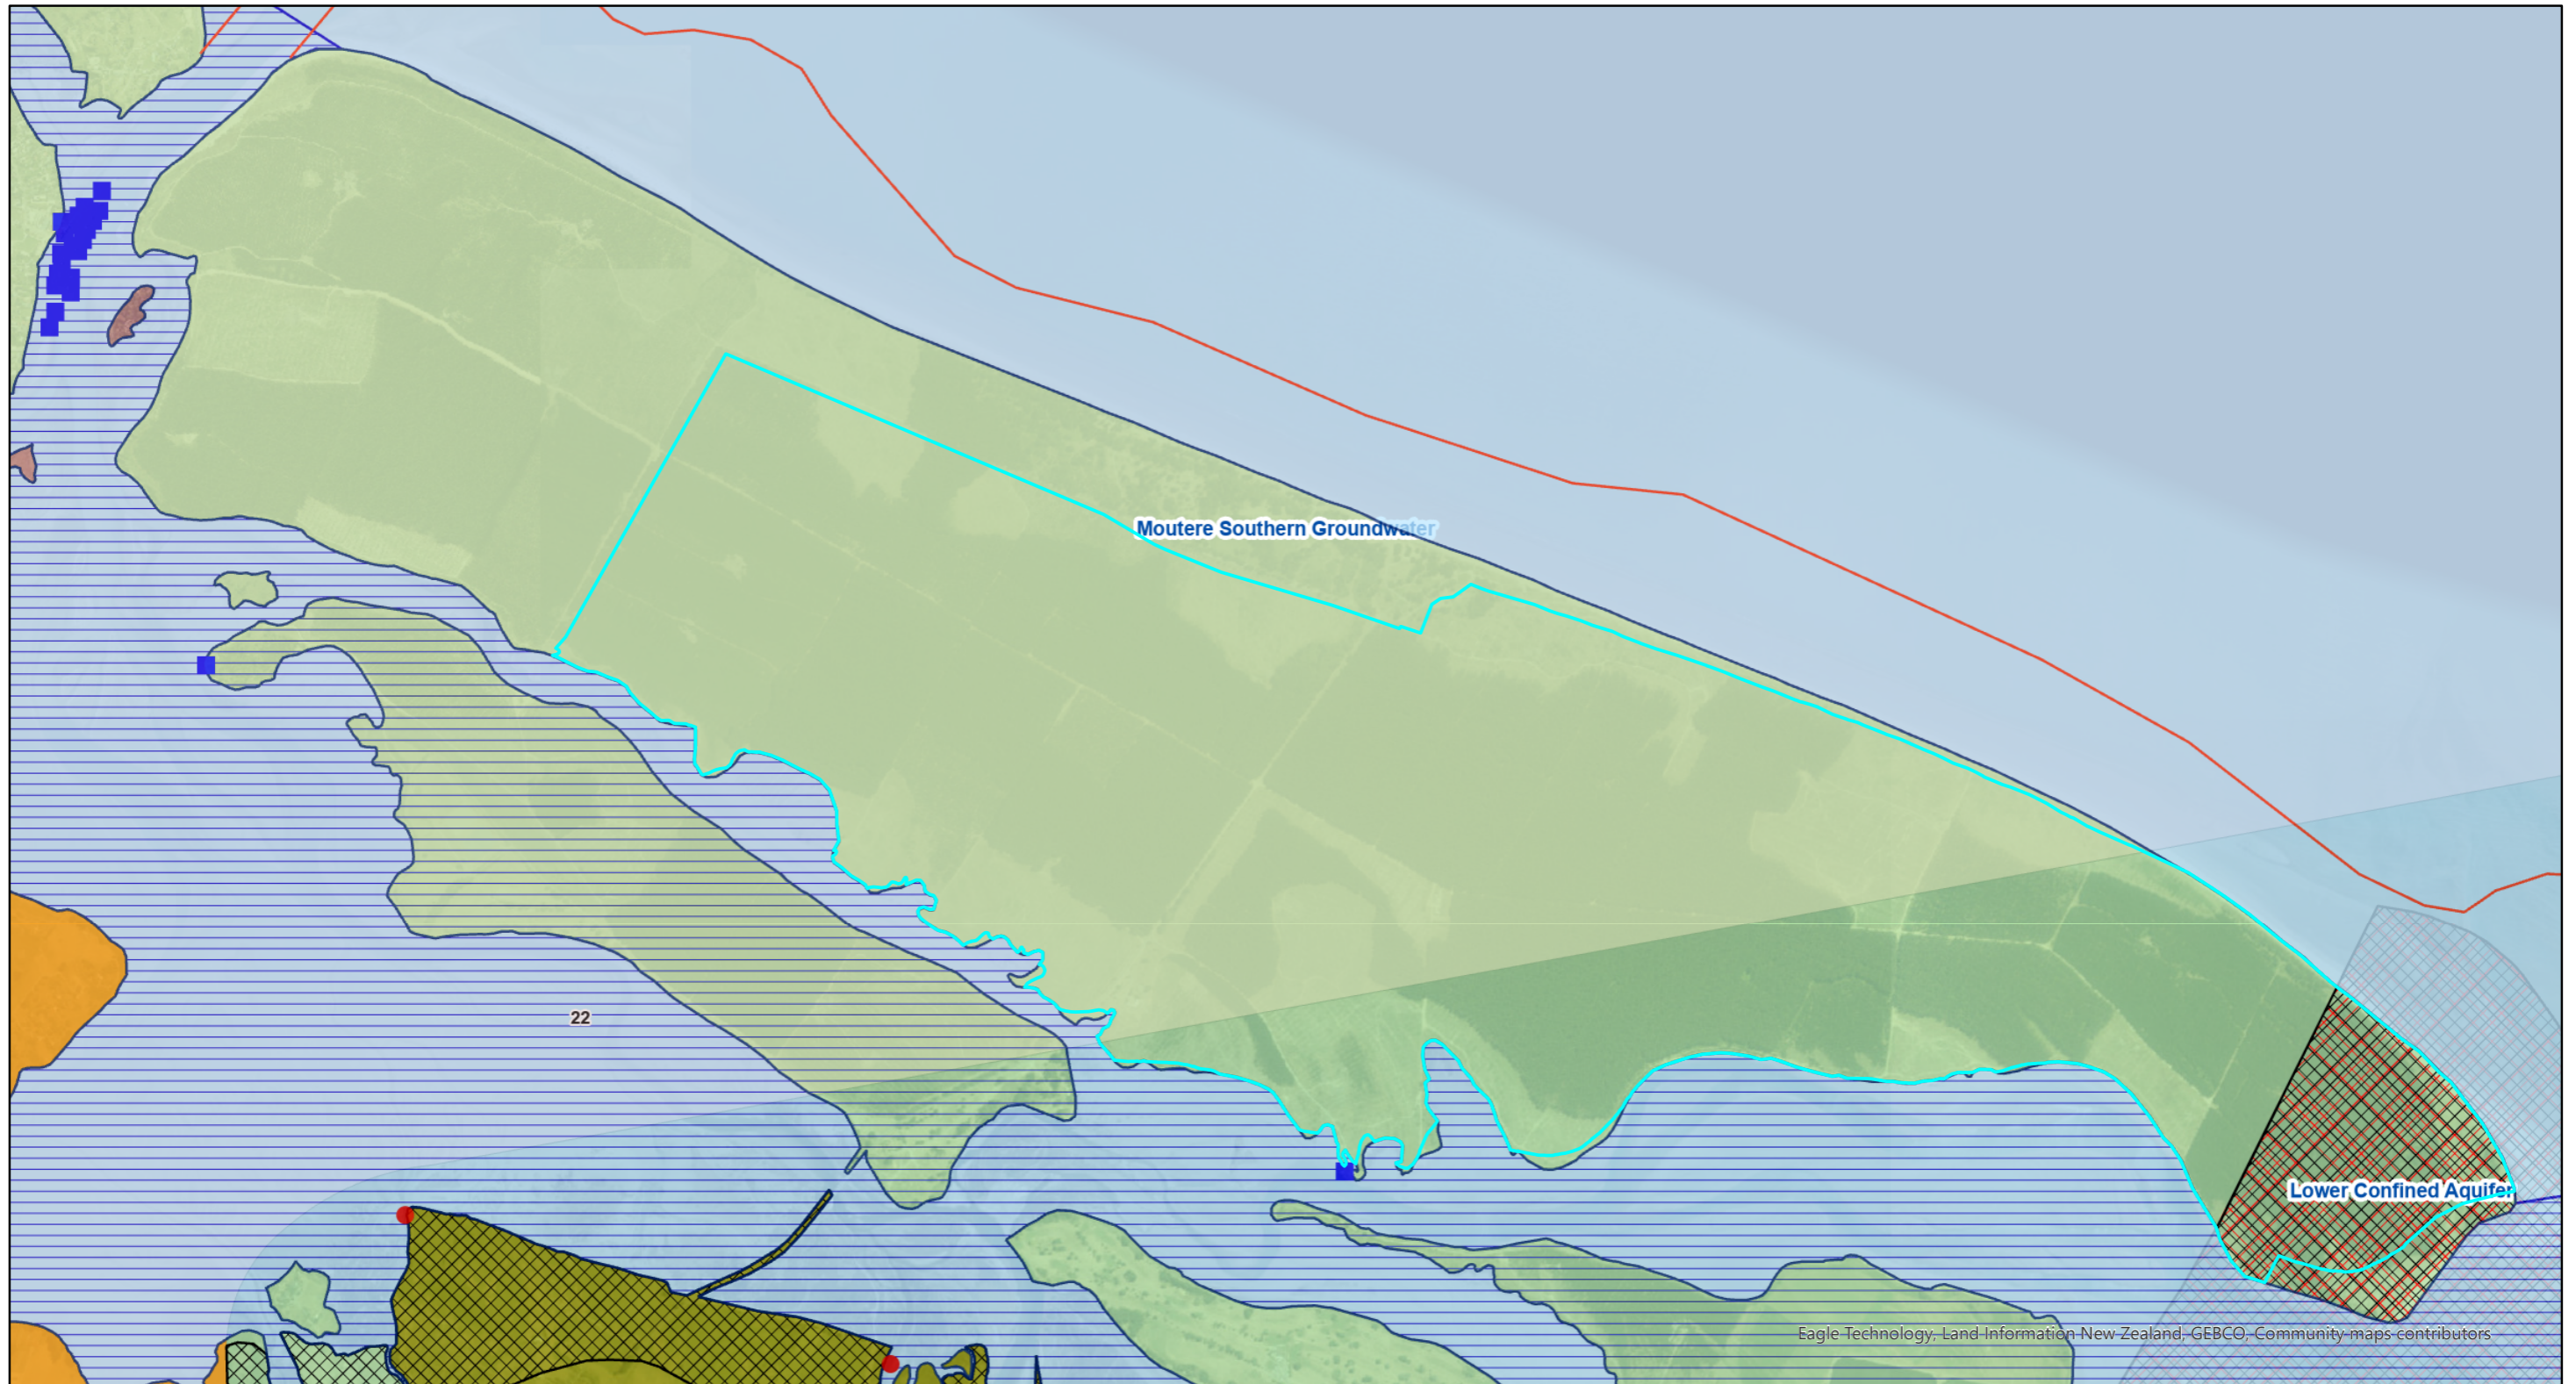 Moutere Southern Groundwater
22
Lower Confined Aquifer
Eagle Technology, Land Information New Zealand, GEBCO, Community maps contributors